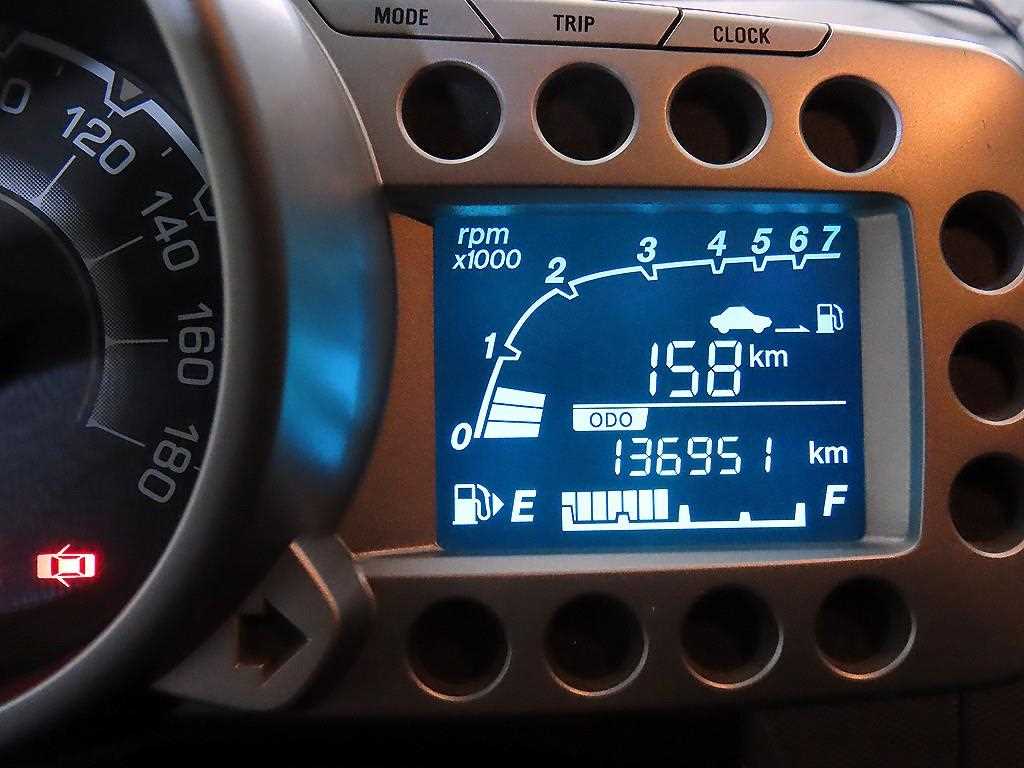 MODE
TRIP
CLOCK
120
140
160
180
rpm
x1000
0 1 2 3 4 5 6 7
158 km
ODO
136951 km
E F